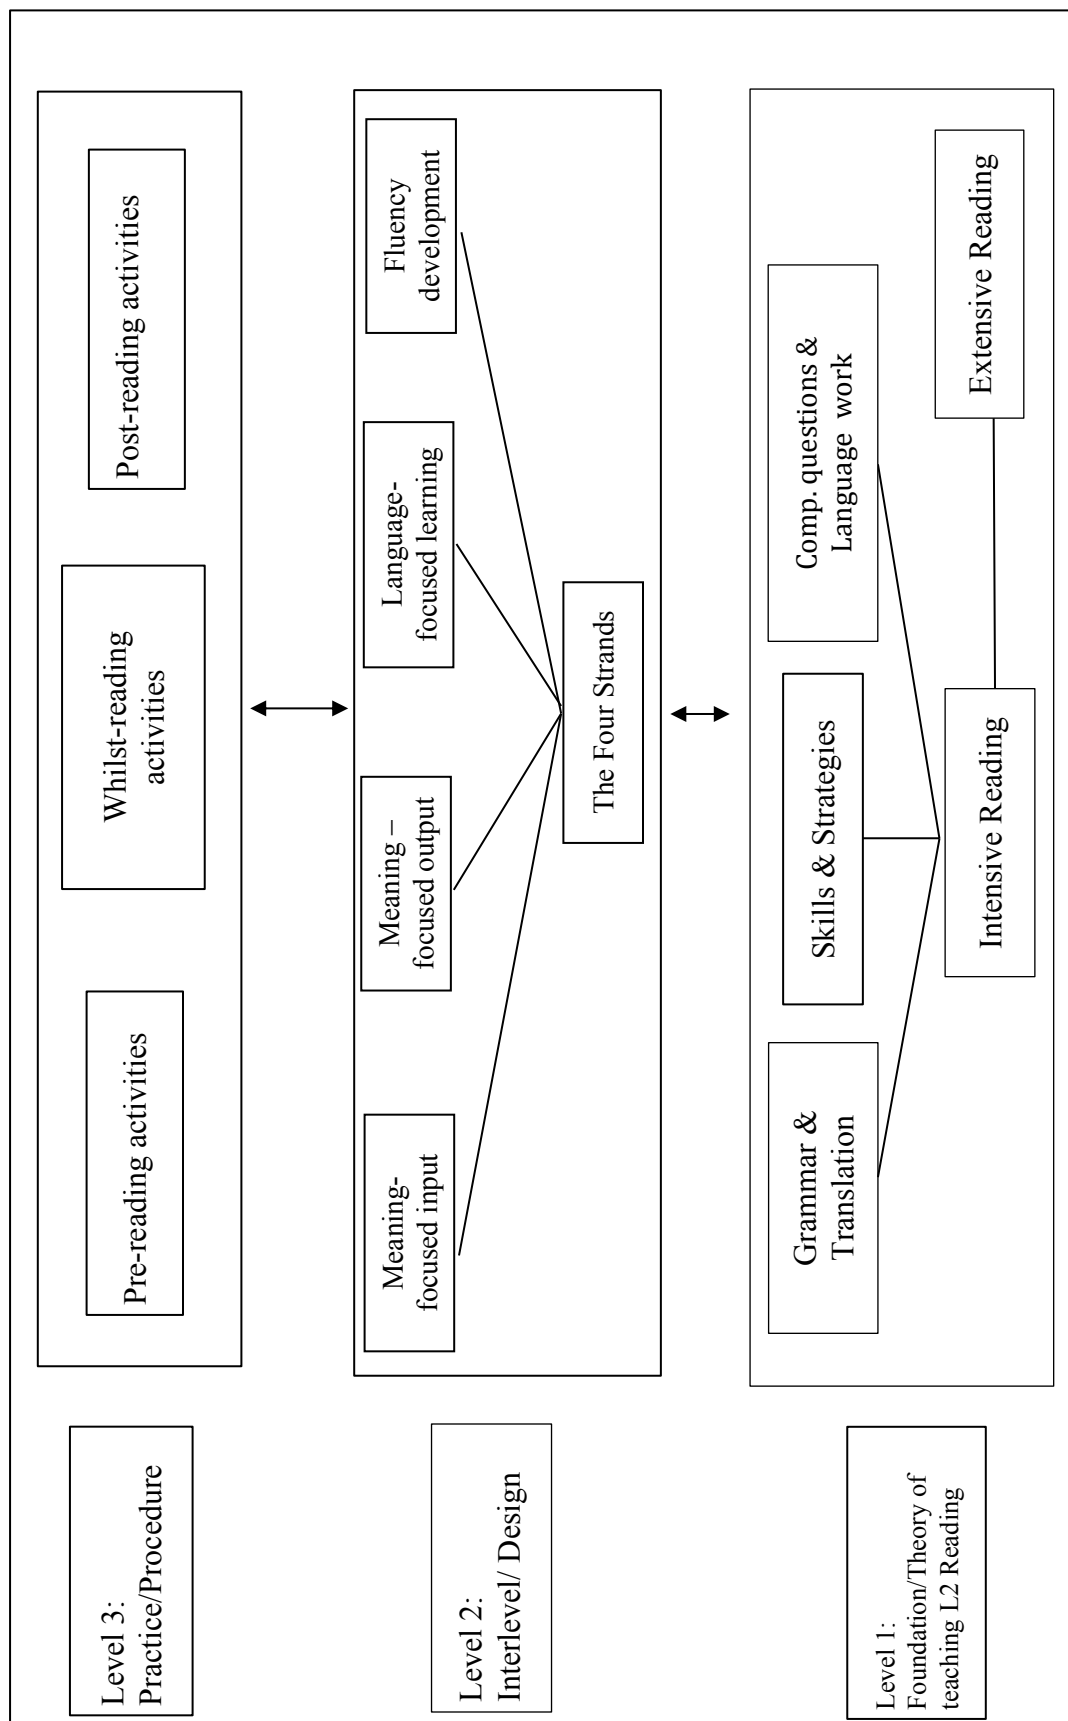 Level 3:
Practice/Procedure
Pre-reading activities
Whilst-reading
activities
Post-reading activities
Level 2:
Interlevel/ Design
Meaning-
focused input
Meaning –
focused output
Language-
focused learning
Fluency
development
The Four Strands
Level 1:
Foundation/Theory of
teaching L2 Reading
Grammar &
Translation
Skills & Strategies
Comp. questions &
Language work
Intensive Reading
Extensive Reading